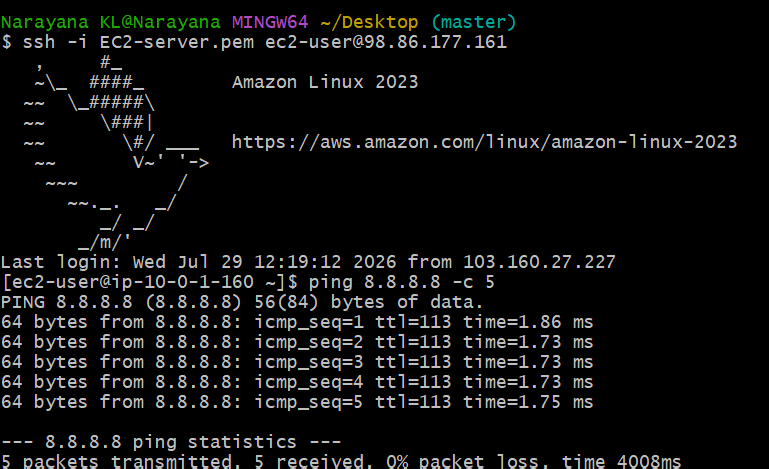 Narayana KL@Narayana MINGW64 ~/Desktop (master)
$ ssh -i EC2-server.pem ec2-user@98.86.177.161
   ,     #_
   ~\_  ####_        Amazon Linux 2023
  ~~  \_#####\
  ~~     \###|
  ~~       \#/ ___   https://aws.amazon.com/linux/amazon-linux-2023
   ~~       V~' '->
    ~~~         /
      ~~._.   _/
         _/ _/
       _/m/'
Last login: Wed Jul 29 12:19:12 2026 from 103.160.27.227
[ec2-user@ip-10-0-1-160 ~]$ ping 8.8.8.8 -c 5
PING 8.8.8.8 (8.8.8.8) 56(84) bytes of data.
64 bytes from 8.8.8.8: icmp_seq=1 ttl=113 time=1.86 ms
64 bytes from 8.8.8.8: icmp_seq=2 ttl=113 time=1.73 ms
64 bytes from 8.8.8.8: icmp_seq=3 ttl=113 time=1.73 ms
64 bytes from 8.8.8.8: icmp_seq=4 ttl=113 time=1.73 ms
64 bytes from 8.8.8.8: icmp_seq=5 ttl=113 time=1.75 ms

--- 8.8.8.8 ping statistics ---
5 packets transmitted, 5 received, 0% packet loss, time 4008ms